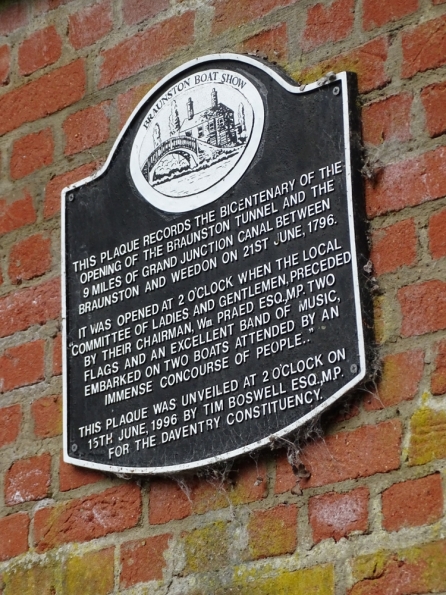 BRAUNSTON BOAT SHOW
THIS PLAQUE RECORDS THE BICENTENARY OF THE
OPENING OF THE BRAUNSTON TUNNEL AND THE
9 MILES OF GRAND JUNCTION CANAL BETWEEN
BRAUNSTON AND WEEDON ON 21ST JUNE, 1796.
IT WAS OPENED AT 2 O'CLOCK WHEN THE LOCAL
"COMMITTEE OF LADIES AND GENTLEMEN, PRECEDED
BY THEIR CHAIRMAN, Wm PRAED ESQ., M.P. TWO
FLAGS AND AN EXCELLENT BAND OF MUSIC,
EMBARKED ON TWO BOATS ATTENDED BY AN
IMMENSE CONCOURSE OF PEOPLE.."
THIS PLAQUE WAS UNVEILED AT 2 O'CLOCK ON
15TH JUNE, 1996 BY TIM BOSWELL ESQ., M.P.
FOR THE DAVENTRY CONSTITUENCY.